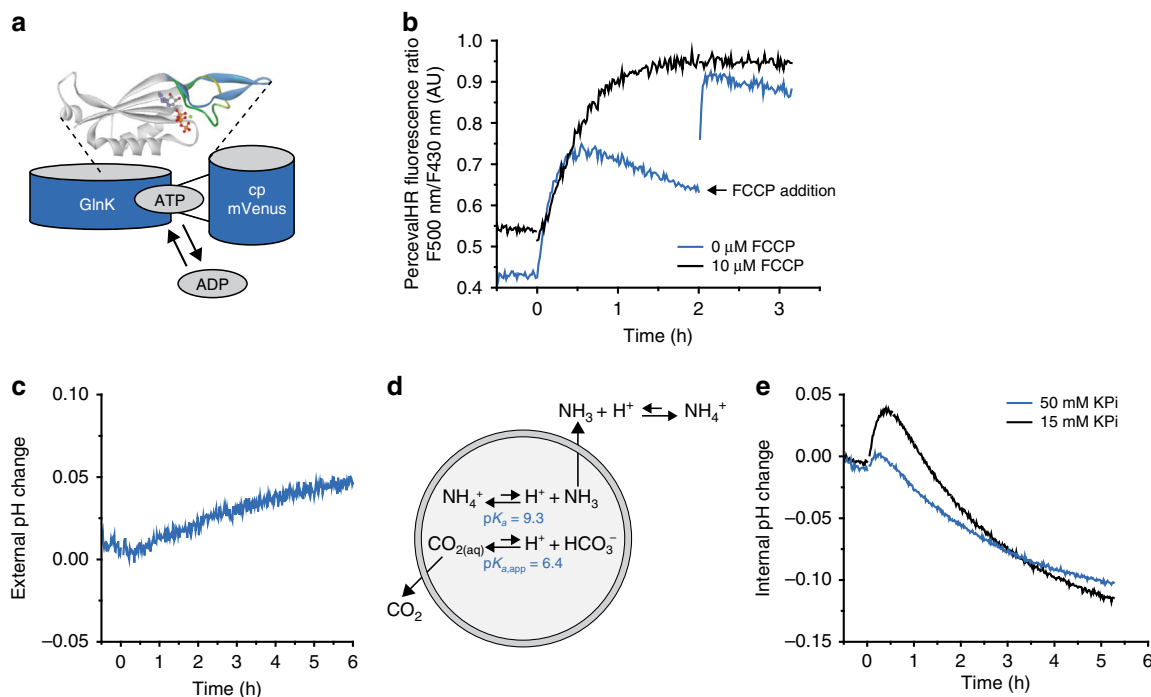 a
GlnK
ATP
cp
mVenus
ADP
b
PercevalHR fluorescence ratio
F500 nm/F430 nm (AU)
1.0
0.9
0.8
0.7
0.6
0.5
0.4
FCCP addition
0 μM FCCP
10 μM FCCP
0 1 2 3
Time (h)
c
External pH change
0.10
0.05
0.00
−0.05
0 1 2 3 4 5 6
Time (h)
d
NH₃ + H⁺ NH₄⁺
NH₄⁺ H⁺ + NH₃
pKₐ = 9.3
CO₂(aq) H⁺ + HCO₃⁻
pKₐ,app = 6.4
CO₂
e
Internal pH change
0.05
0.00
−0.05
−0.10
−0.15
50 mM KPi
15 mM KPi
0 1 2 3 4 5 6
Time (h)